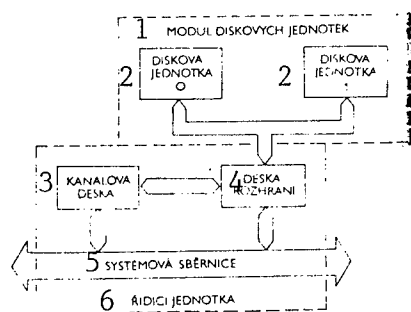 1 MODUL DISKOVÝCH JEDNOTEK
2 DISKOVÁ JEDNOTKA 0
2 DISKOVÁ JEDNOTKA 1
3 KANÁLOVÁ DESKA
4 DESKA ROZHRANÍ
5 SYSTÉMOVÁ SBĚRNICE
6 ŘÍDICÍ JEDNOTKA